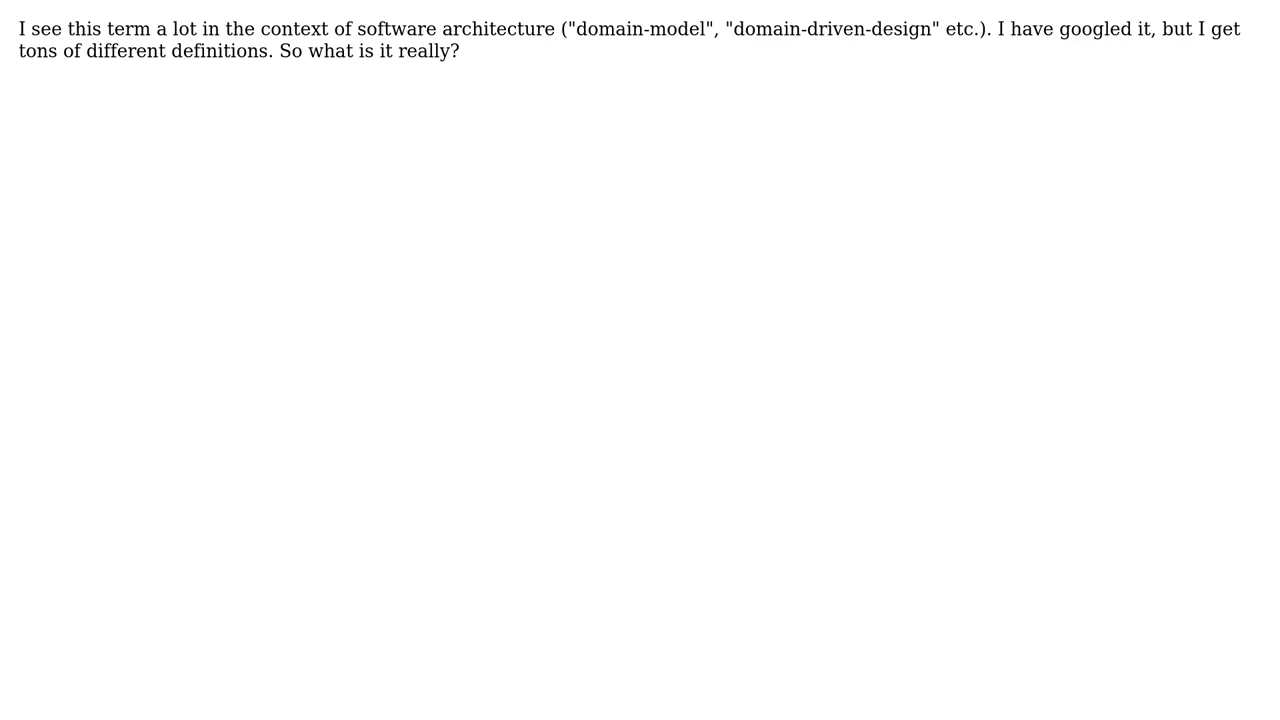 I see this term a lot in the context of software architecture ("domain-model", "domain-driven-design" etc.). I have googled it, but I get
tons of different definitions. So what is it really?